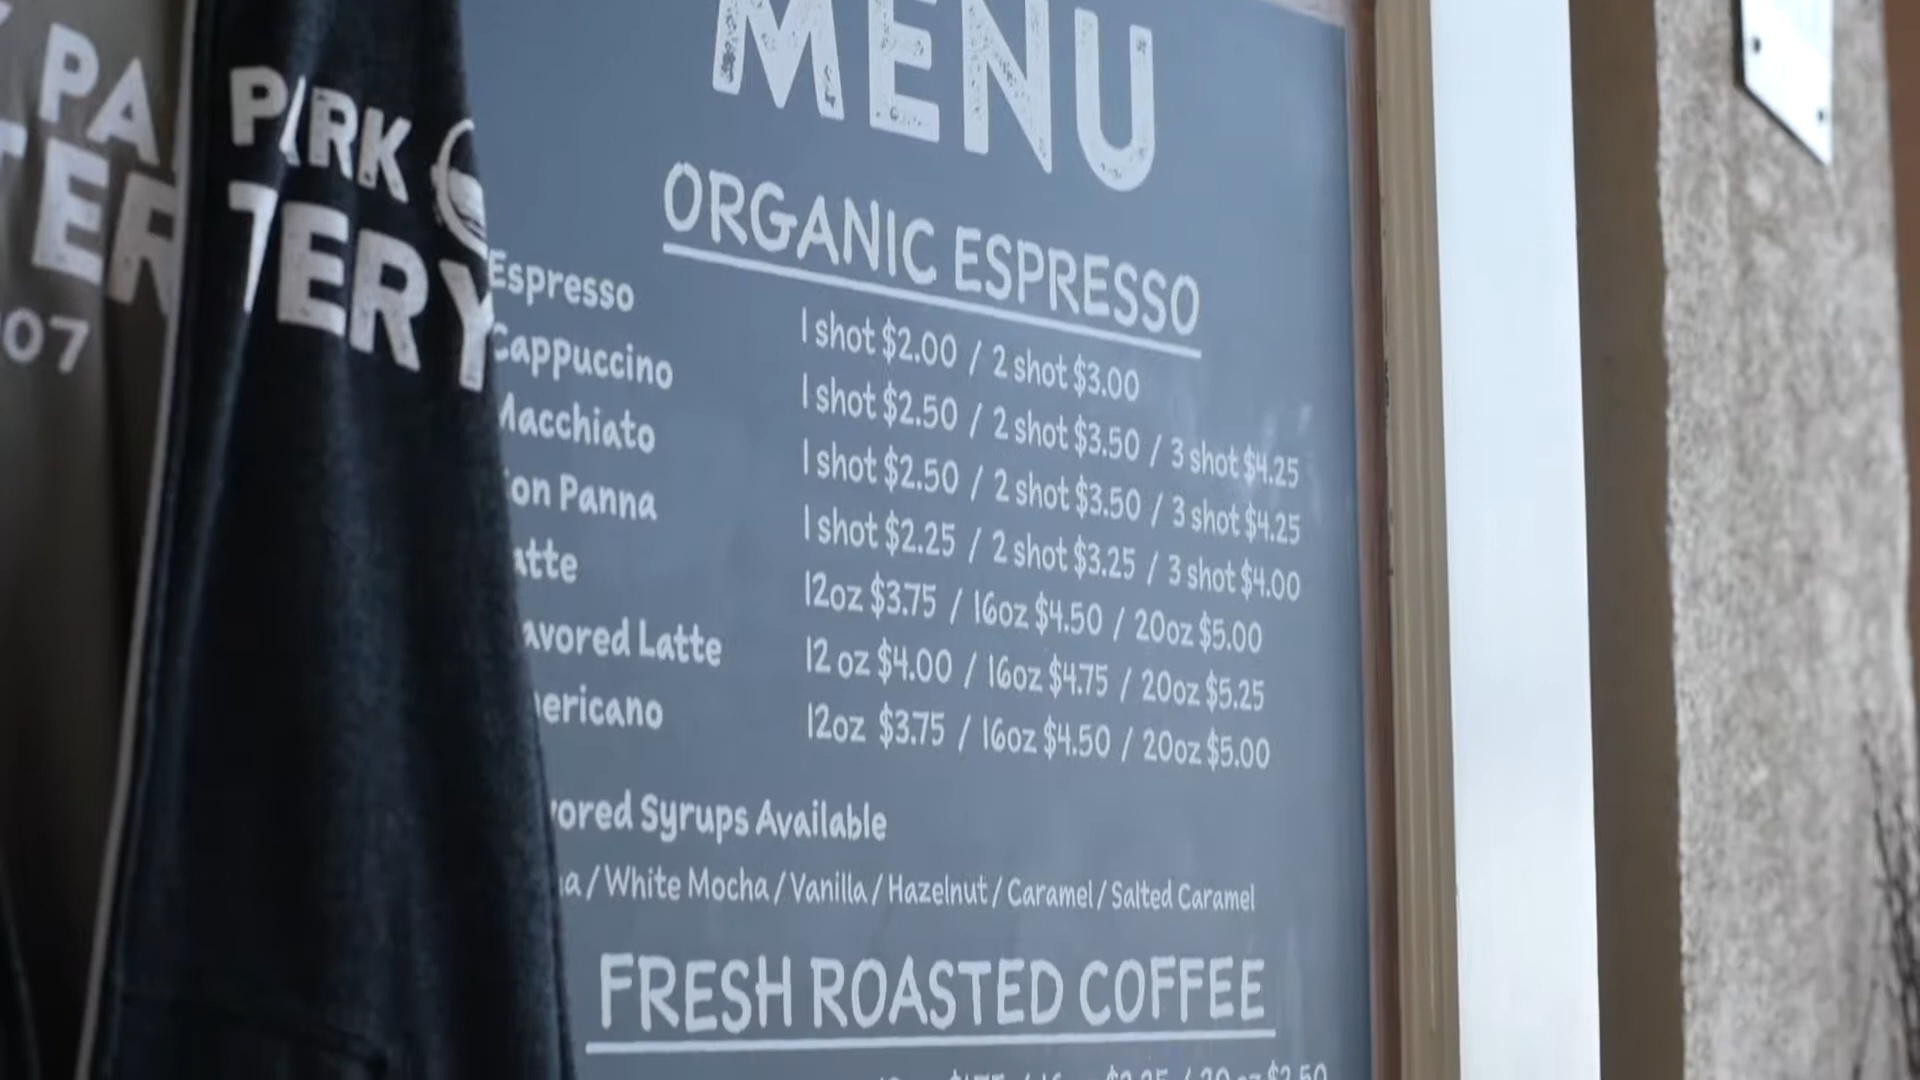 MENU
ORGANIC ESPRESSO
Espresso 1 shot $2.00 / 2 shot $3.00
Cappuccino 1 shot $2.50 / 2 shot $3.50 / 3 shot $4.25
Macchiato 1 shot $2.50 / 2 shot $3.50 / 3 shot $4.25
on Panna 1 shot $2.25 / 2 shot $3.25 / 3 shot $4.00
atte 12oz $3.75 / 16oz $4.50 / 20oz $5.00
avored Latte 12 oz $4.00 / 16oz $4.75 / 20oz $5.25
ericano 12oz $3.75 / 16oz $4.50 / 20oz $5.00
ored Syrups Available
a / White Mocha / Vanilla / Hazelnut / Caramel / Salted Caramel
FRESH ROASTED COFFEE
PARK
TERY
PA
TER
07